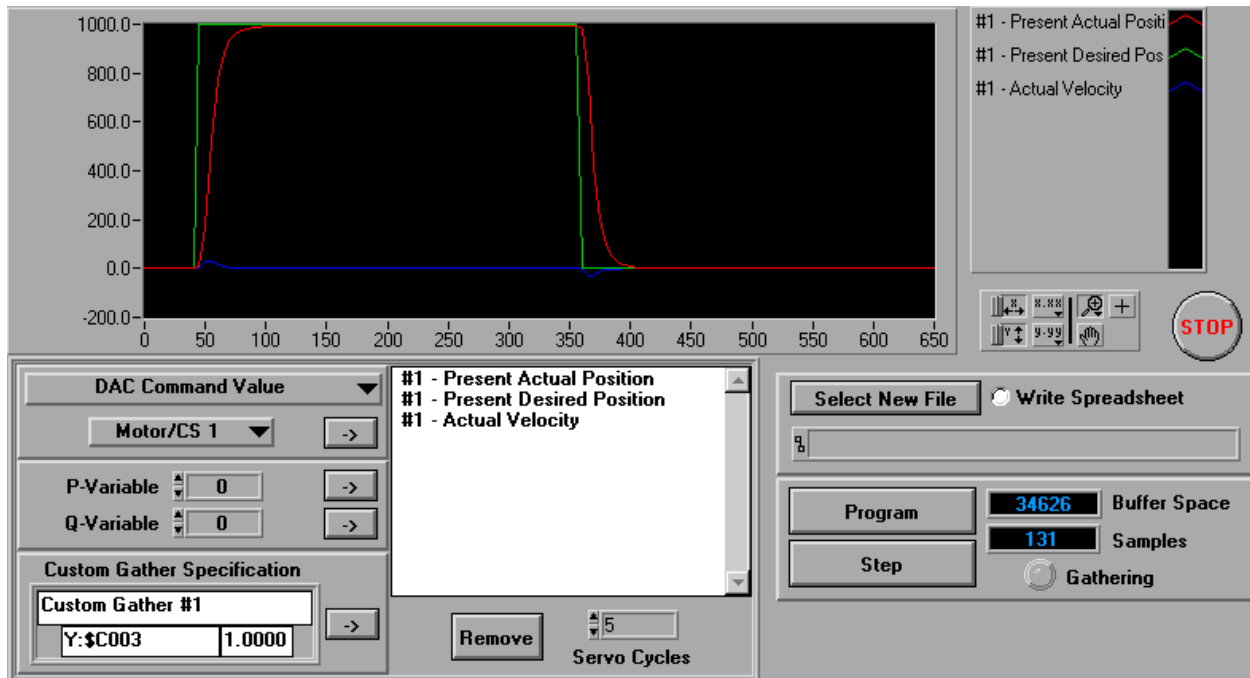 1000.0
800.0
600.0
400.0
200.0
0.0
-200.0
0 50 100 150 200 250 300 350 400 450 500 550 600 650
#1 - Present Actual Positi
#1 - Present Desired Pos
#1 - Actual Velocity
X X.XX
Y Y.YY
STOP
DAC Command Value
Motor/CS 1
->
P-Variable 0 ->
Q-Variable 0 ->
Custom Gather Specification
Custom Gather #1
Y:$C003 1.0000
->
#1 - Present Actual Position
#1 - Present Desired Position
#1 - Actual Velocity
Remove
5
Servo Cycles
Select New File
Write Spreadsheet
Program
Step
34626 Buffer Space
131 Samples
Gathering